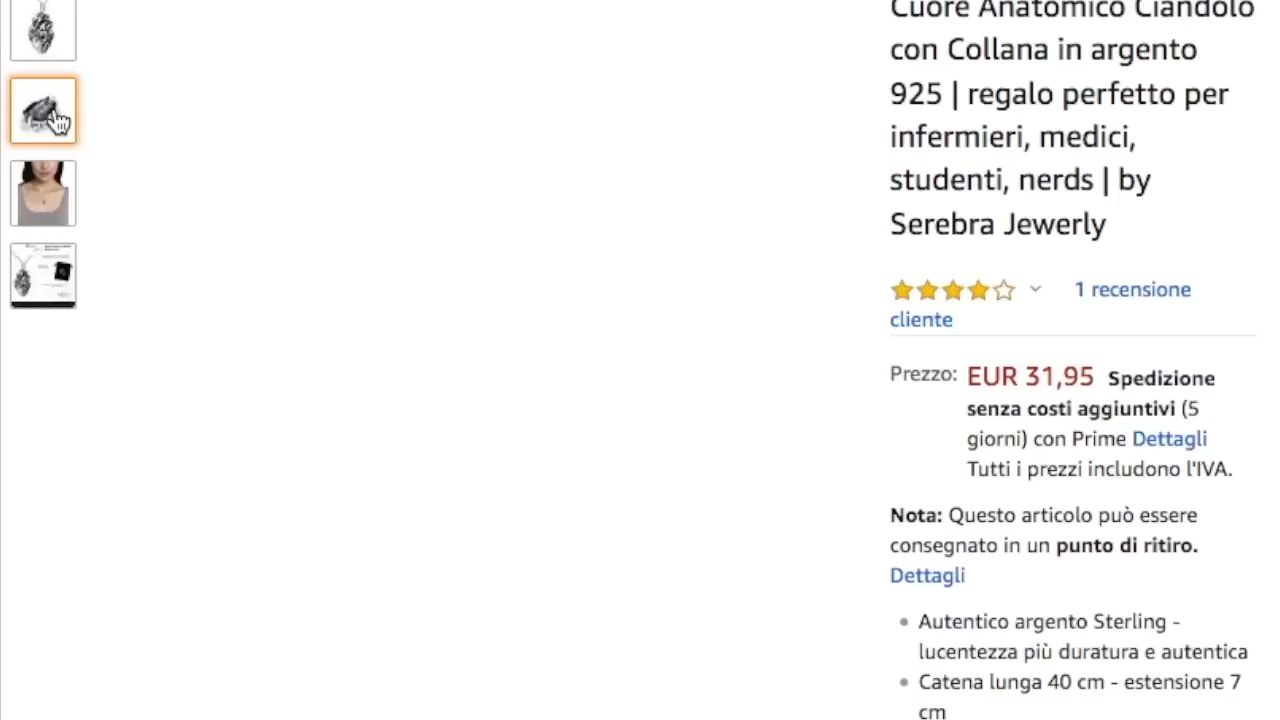 Cuore Anatomico Ciandolo
con Collana in argento
925 | regalo perfetto per
infermieri, medici,
studenti, nerds | by
Serebra Jewerly
1 recensione
cliente
Prezzo: EUR 31,95 Spedizione
senza costi aggiuntivi (5
giorni) con Prime Dettagli
Tutti i prezzi includono l'IVA.
Nota: Questo articolo può essere
consegnato in un punto di ritiro.
Dettagli
Autentico argento Sterling -
lucentezza più duratura e autentica
Catena lunga 40 cm - estensione 7
cm